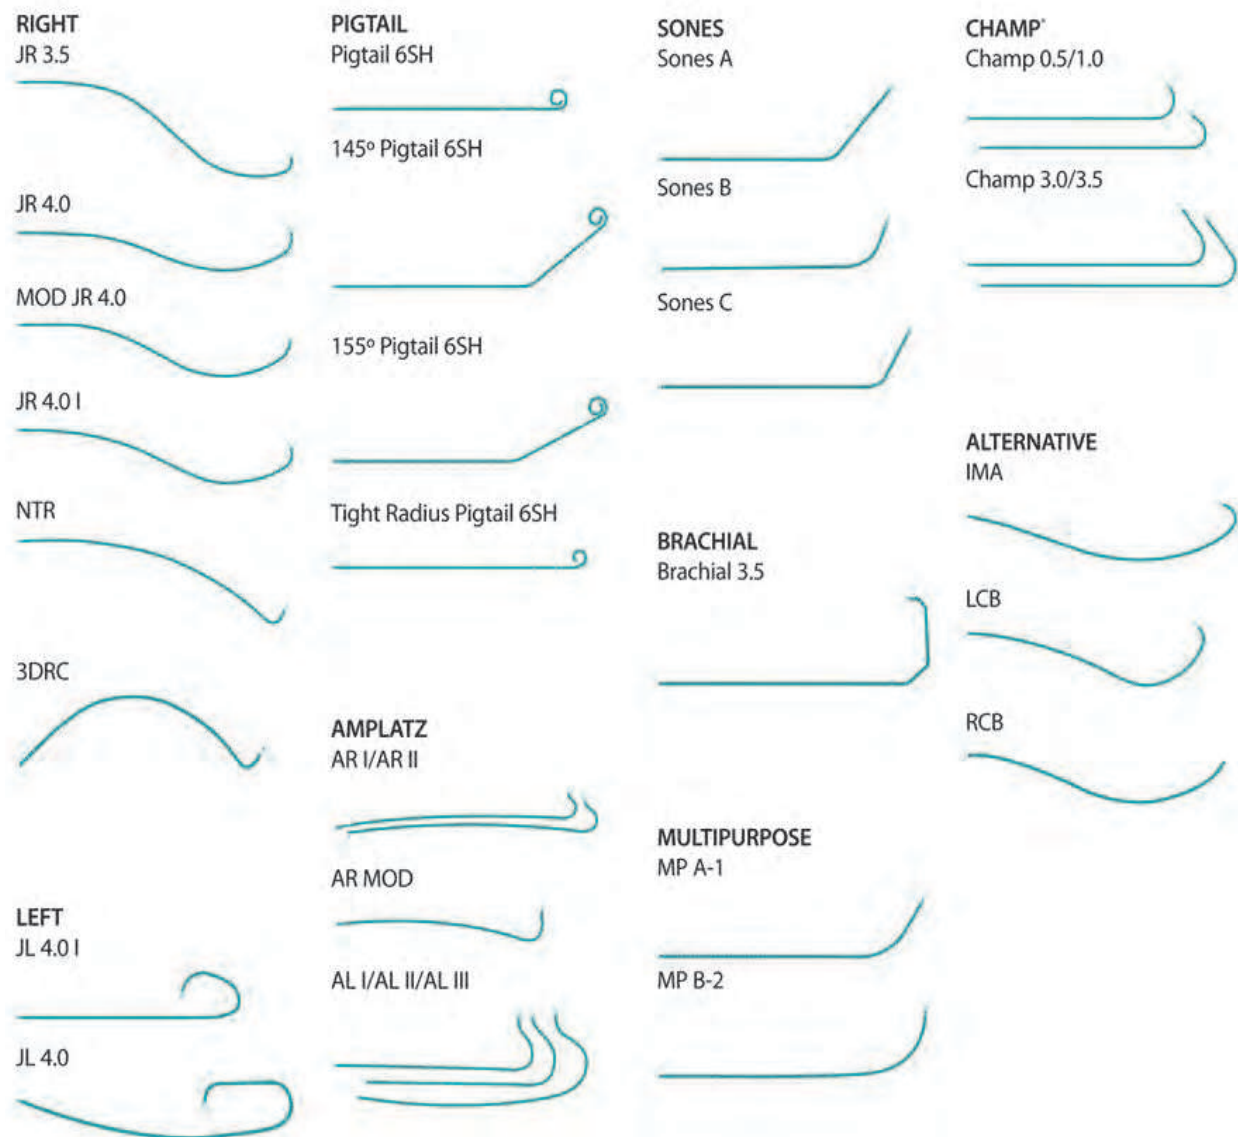 RIGHT
JR 3.5
JR 4.0
MOD JR 4.0
JR 4.0 I
NTR
3DRC
LEFT
JL 4.0 I
JL 4.0
PIGTAIL
Pigtail 6SH
145º Pigtail 6SH
155º Pigtail 6SH
Tight Radius Pigtail 6SH
AMPLATZ
AR I/AR II
AR MOD
AL I/AL II/AL III
SONES
Sones A
Sones B
Sones C
BRACHIAL
Brachial 3.5
MULTIPURPOSE
MP A-1
MP B-2
CHAMP®
Champ 0.5/1.0
Champ 3.0/3.5
ALTERNATIVE
IMA
LCB
RCB